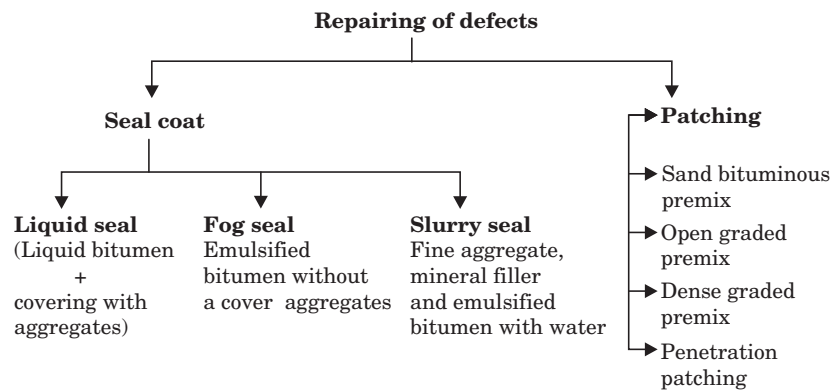 Repairing of defects
Seal coat
Liquid seal
(Liquid bitumen
+
covering with
aggregates)
Fog seal
Emulsified
bitumen without
a cover aggregates
Slurry seal
Fine aggregate,
mineral filler
and emulsified
bitumen with water
Patching
Sand bituminous
premix
Open graded
premix
Dense graded
premix
Penetration
patching